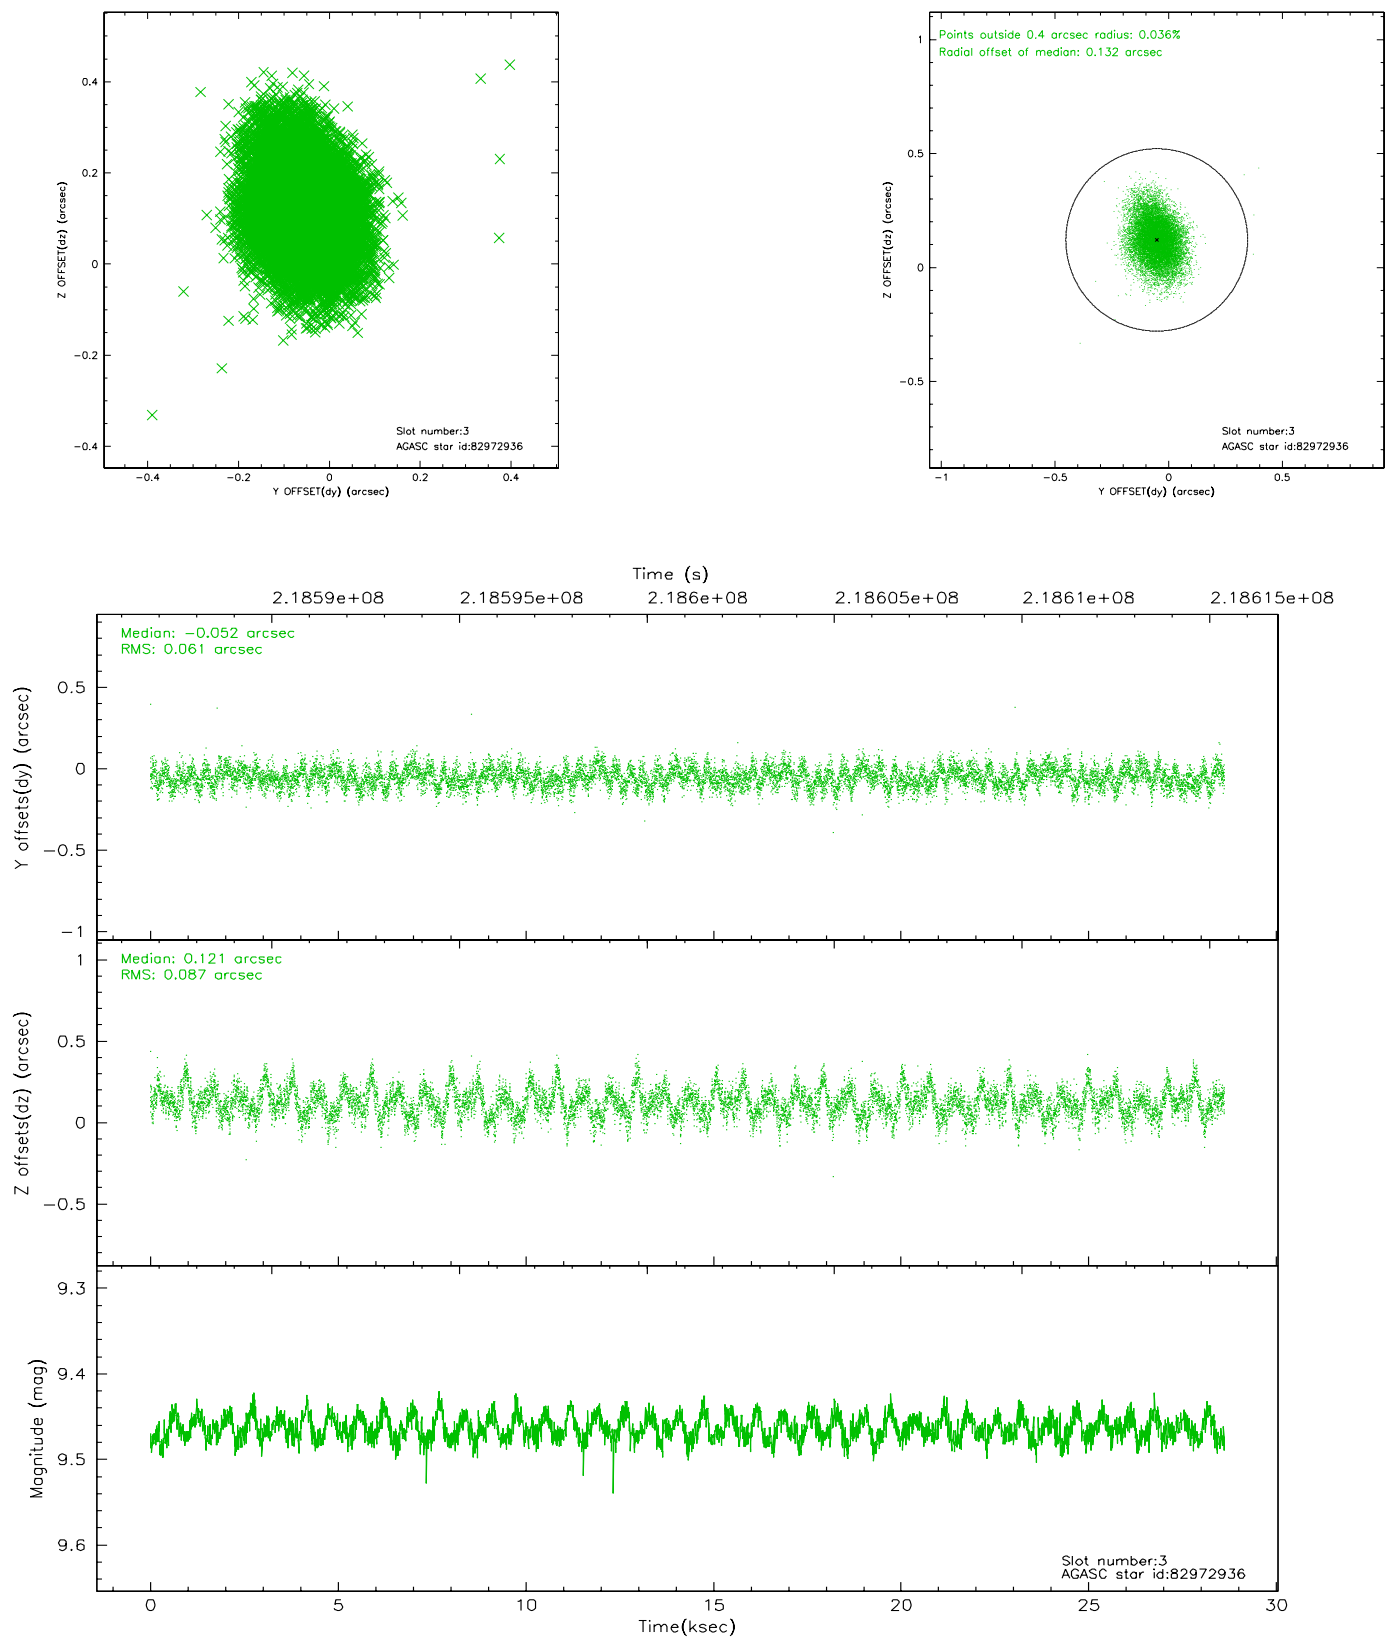 0.4
0.2
0
−0.2
−0.4
Z OFFSET(dz) (arcsec)
Slot number:3
AGASC star id:82972936
−0.4 −0.2 0 0.2 0.4
Y OFFSET(dy) (arcsec)
Points outside 0.4 arcsec radius: 0.036%
Radial offset of median: 0.132 arcsec
1
0.5
0
−0.5
Z OFFSET(dz) (arcsec)
Slot number:3
AGASC star id:82972936
−1 −0.5 0 0.5
Y OFFSET(dy) (arcsec)
Time (s)
2.1859e+08 2.18595e+08 2.186e+08 2.18605e+08 2.1861e+08 2.18615e+08
Median: −0.052 arcsec
RMS: 0.061 arcsec
0.5
0
−0.5
−1
Y offsets(dy) (arcsec)
Median: 0.121 arcsec
RMS: 0.087 arcsec
1
0.5
0
−0.5
Z offsets(dz) (arcsec)
9.3
9.4
9.5
9.6
Magnitude (mag)
Slot number:3
AGASC star id:82972936
0 5 10 15 20 25 30
Time(ksec)